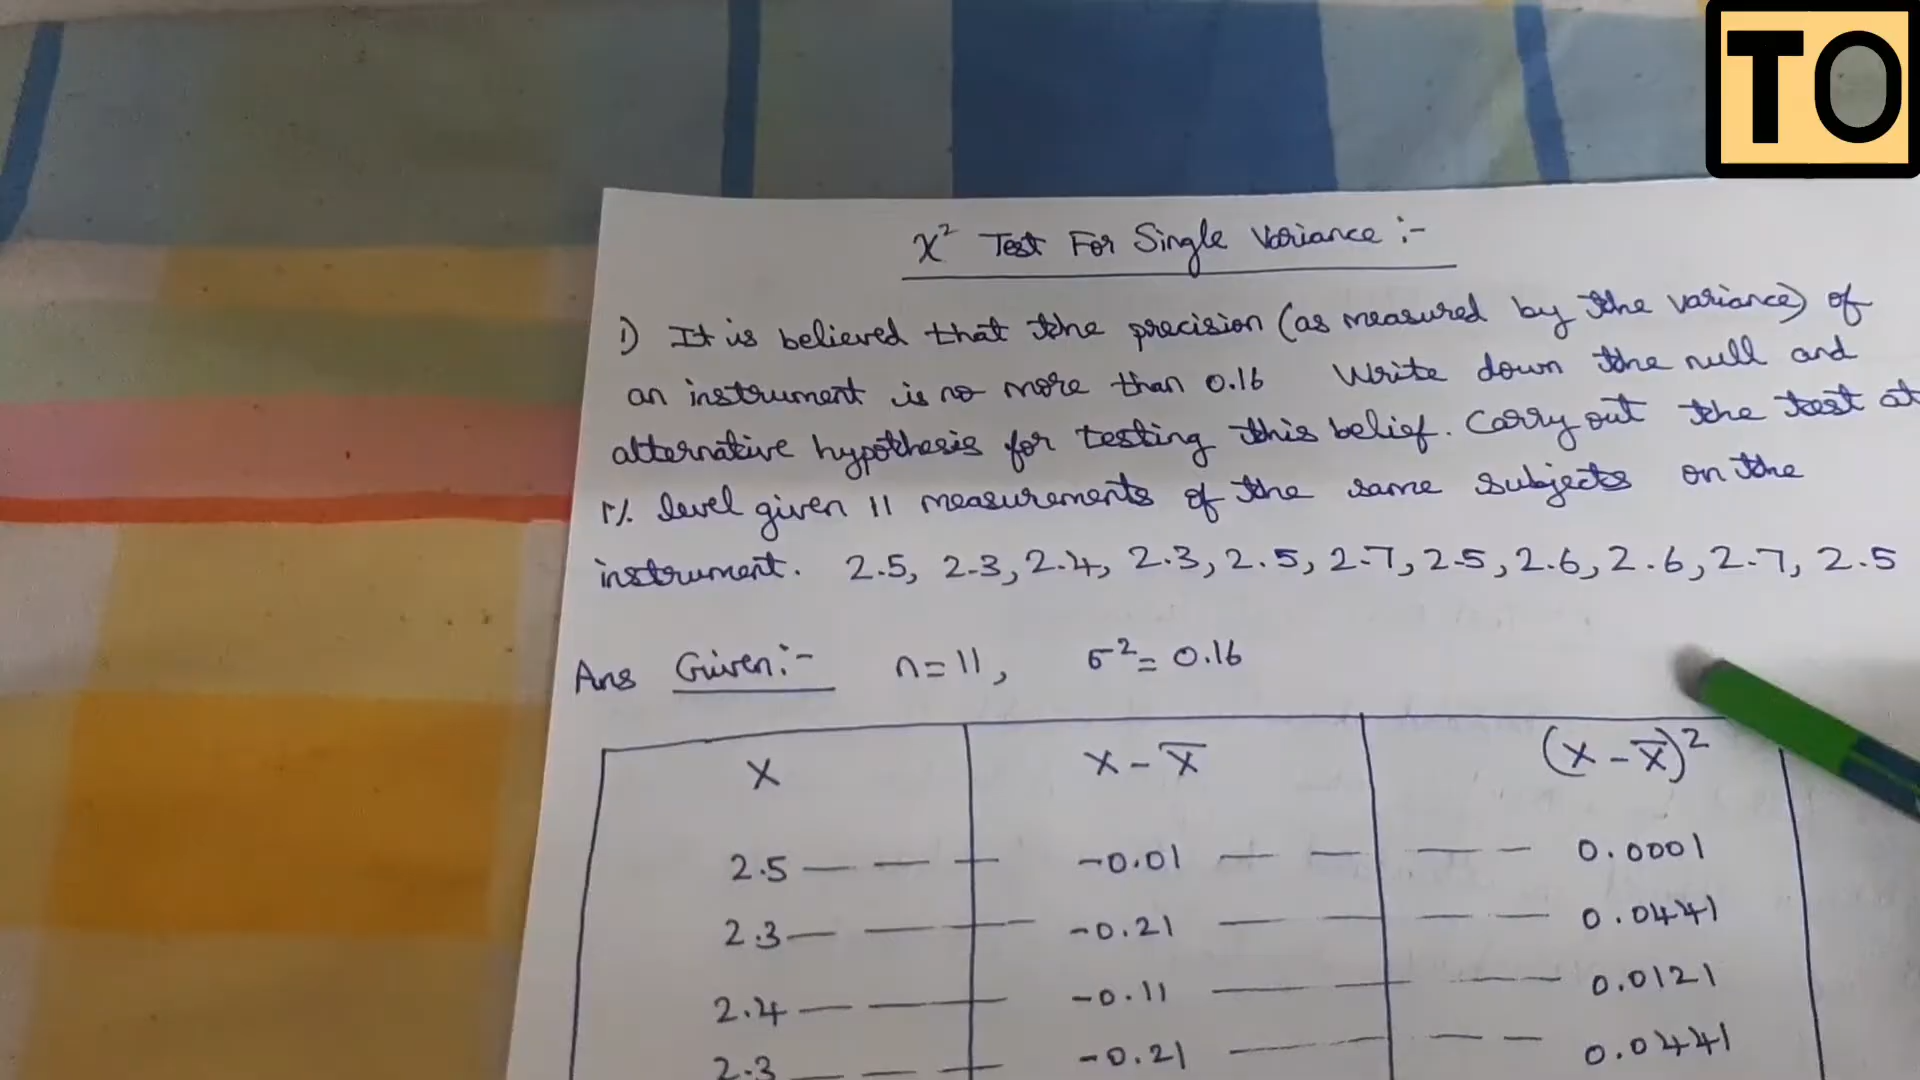 TO
χ² Test For Single Variance :-
1) It is believed that the precision (as measured by the variance) of
an instrument is no more than 0.16 Write down the null and
alternative hypothesis for testing this belief. Carry out the test at
1% level given 11 measurements of the same subjects on the
instrument. 2.5, 2.3, 2.4, 2.3, 2.5, 2.7, 2.5, 2.6, 2.6, 2.7, 2.5
Ans Given:- n=11, σ²= 0.16
X X - X̅ (X - X̅)²
2.5 -0.01 0.0001
2.3 -0.21 0.0441
2.4 -0.11 0.0121
2.3 -0.21 0.0441